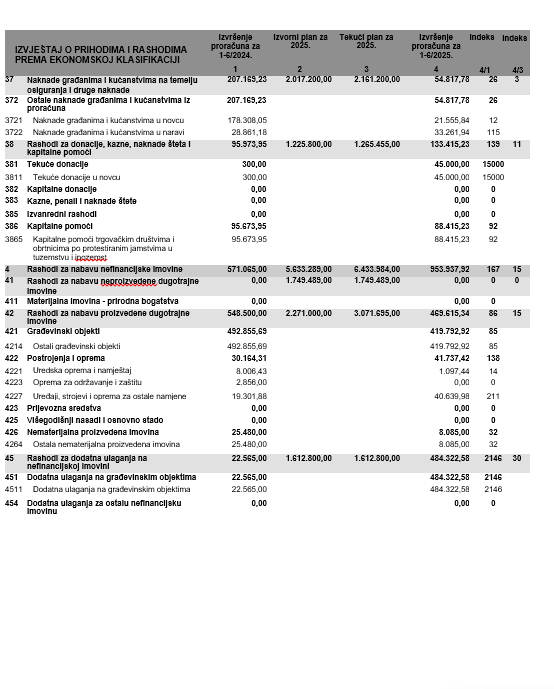 IZVJEŠTAJ O PRIHODIMA I RASHODIMA PREMA EKONOMSKOJ KLASIFIKACIJI Izvršenje proračuna za 1-6/2024. Izvorni plan za 2025. Tekući plan za 2025. Izvršenje proračuna za 1-6/2025. Indeks Indeks
1 2 3 4 4/1 4/3
37 Naknade građanima i kućanstvima na temelju osiguranja i druge naknade 207.169,23 2.017.200,00 2.161.200,00 54.817,78 26 3
372 Ostale naknade građanima i kućanstvima iz proračuna 207.169,23 54.817,78 26
3721 Naknade građanima i kućanstvima u novcu 178.308,05 21.555,84 12
3722 Naknade građanima i kućanstvima u naravi 28.861,18 33.261,94 115
38 Rashodi za donacije, kazne, naknade šteta i kapitalne pomoći 95.973,95 1.225.800,00 1.265.455,00 133.415,23 139 11
381 Tekuće donacije 300,00 45.000,00 15000
3811 Tekuće donacije u novcu 300,00 45.000,00 15000
382 Kapitalne donacije 0,00 0,00 0
383 Kazne, penali i naknade štete 0,00 0,00 0
385 Izvanredni rashodi 0,00 0,00 0
386 Kapitalne pomoći 95.673,95 88.415,23 92
3865 Kapitalne pomoći trgovačkim društvima i obrtnicima po protestiranim jamstvima u tuzemstvu i inozemst 95.673,95 88.415,23 92
4 Rashodi za nabavu nefinancijske imovine 571.065,00 5.633.289,00 6.433.984,00 953.937,92 167 15
41 Rashodi za nabavu neproizvedene dugotrajne imovine 0,00 1.749.489,00 1.749.489,00 0,00 0 0
411 Materijalna imovina - prirodna bogatstva 0,00 0,00 0
42 Rashodi za nabavu proizvedene dugotrajne imovine 548.500,00 2.271.000,00 3.071.695,00 469.615,34 86 15
421 Građevinski objekti 492.855,69 419.792,92 85
4214 Ostali građevinski objekti 492.855,69 419.792,92 85
422 Postrojenja i oprema 30.164,31 41.737,42 138
4221 Uredska oprema i namještaj 8.006,43 1.097,44 14
4223 Oprema za održavanje i zaštitu 2.856,00 0,00 0
4227 Uređaji, strojevi i oprema za ostale namjene 19.301,88 40.639,98 211
423 Prijevozna sredstva 0,00 0,00 0
425 Višegodišnji nasadi i osnovno stado 0,00 0,00 0
426 Nematerijalna proizvedena imovina 25.480,00 8.085,00 32
4264 Ostala nematerijalna proizvedena imovina 25.480,00 8.085,00 32
45 Rashodi za dodatna ulaganja na nefinancijskoj imovini 22.565,00 1.612.800,00 1.612.800,00 484.322,58 2146 30
451 Dodatna ulaganja na građevinskim objektima 22.565,00 484.322,58 2146
4511 Dodatna ulaganja na građevinskim objektima 22.565,00 484.322,58 2146
454 Dodatna ulaganja za ostalu nefinancijsku imovinu 0,00 0,00 0